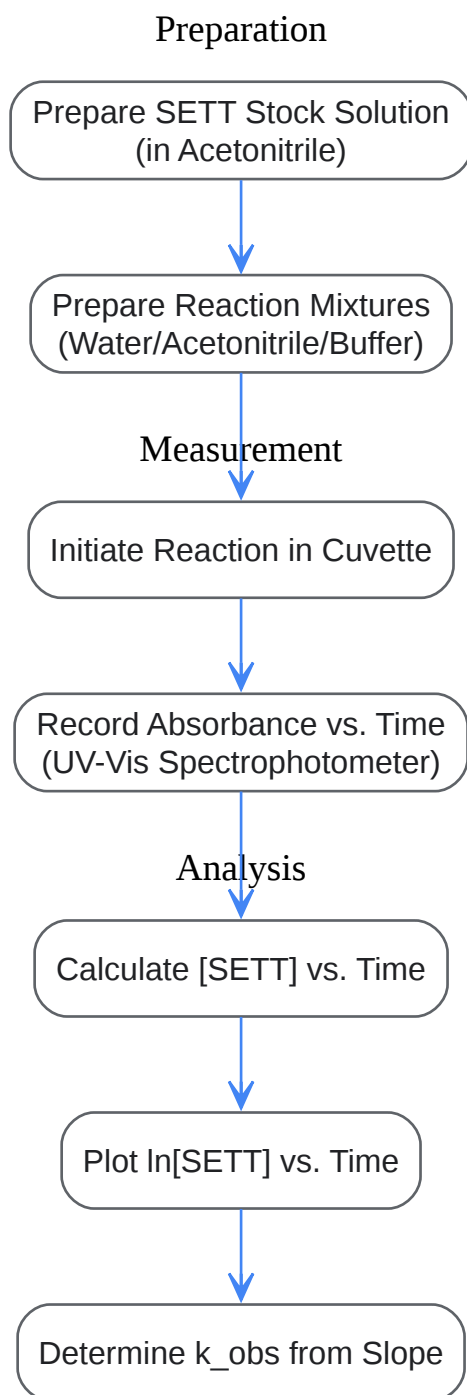 Preparation
Prepare SETT Stock Solution
(in Acetonitrile)
Prepare Reaction Mixtures
(Water/Acetonitrile/Buffer)
Measurement
Initiate Reaction in Cuvette
Record Absorbance vs. Time
(UV-Vis Spectrophotometer)
Analysis
Calculate [SETT] vs. Time
Plot ln[SETT] vs. Time
Determine k_obs from Slope